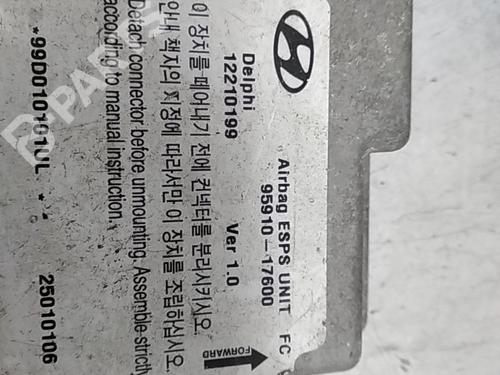 Airbag ESPS UNIT FC
95910-17600
Delphi
12210199 Ver 1.0
FORWARD
이 장치를 떼어내기 전에 컨넥터를 분리시키시오.
안내 책자의 지정에 따라서만 이 장치를 조립하십시오.
Detach connector before unmounting. Assemble strictly
according to manual instruction.
*99D0101010L * 25010106